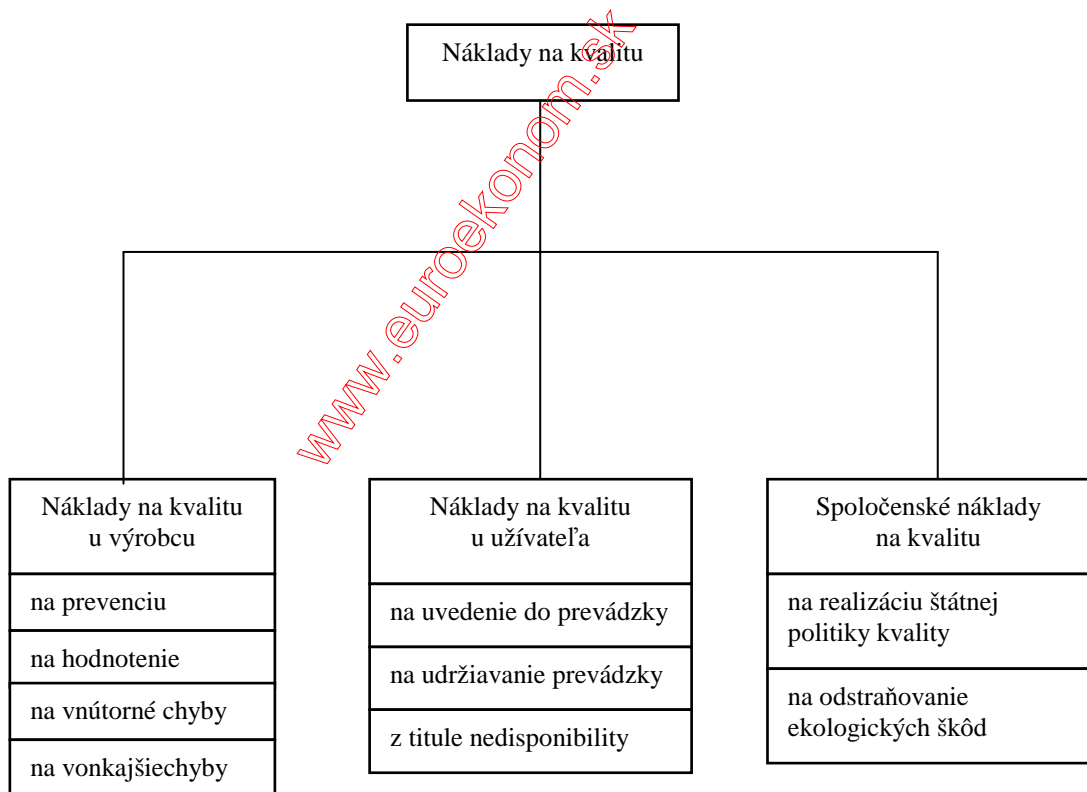 Náklady na kvalitu
www.euroekonom.sk
Náklady na kvalitu
u výrobcu
na prevenciu
na hodnotenie
na vnútorné chyby
na vonkajšiechyby
Náklady na kvalitu
u užívateľa
na uvedenie do prevádzky
na udržiavanie prevádzky
z titule nedisponibility
Spoločenské náklady
na kvalitu
na realizáciu štátnej
politiky kvality
na odstraňovanie
ekologických škôd